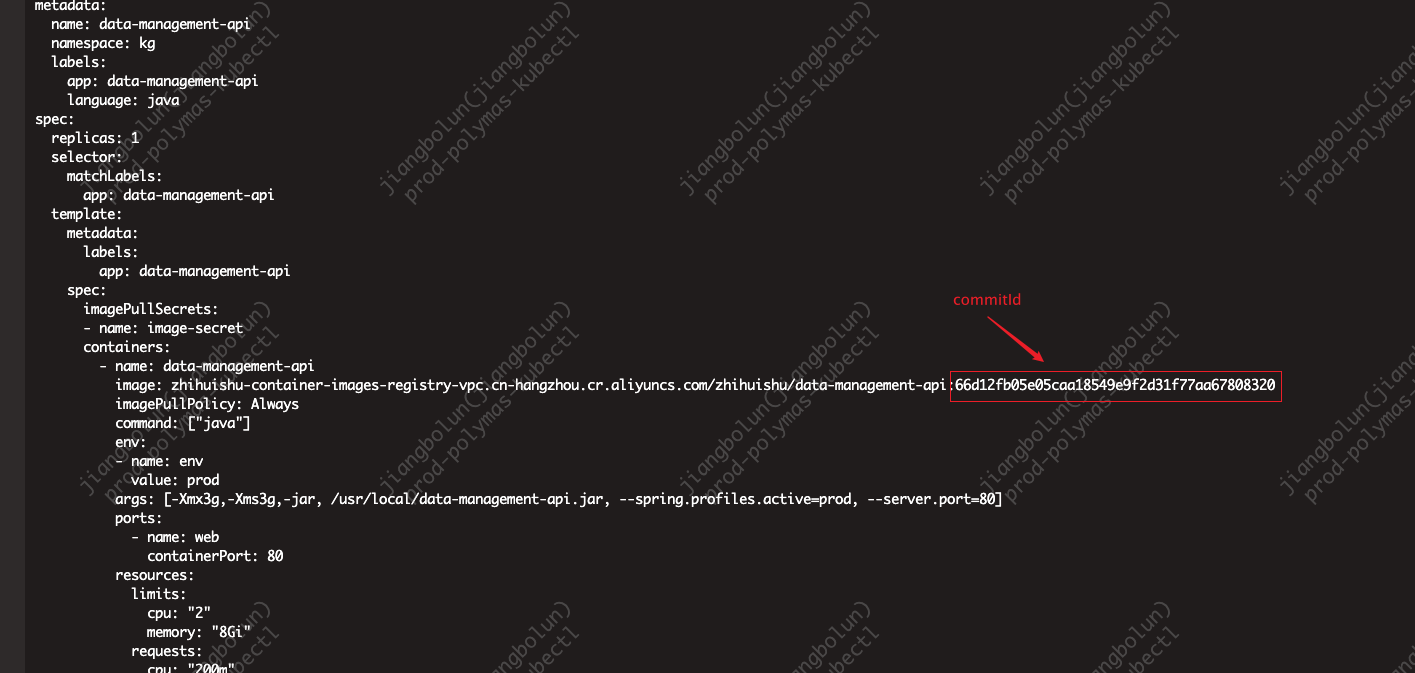 metadata:
  name: data-management-api
  namespace: kg
  labels:
    app: data-management-api
    language: java
spec:
  replicas: 1
  selector:
    matchLabels:
      app: data-management-api
  template:
    metadata:
      labels:
        app: data-management-api
    spec:
      imagePullSecrets:
      - name: image-secret
      containers:
        - name: data-management-api
          image: zhihuishu-container-images-registry-vpc.cn-hangzhou.cr.aliyuncs.com/zhihuishu/data-management-api:66d12fb05e05caa18549e9f2d31f77aa67808320
          imagePullPolicy: Always
          command: ["java"]
          env:
          - name: env
            value: prod
          args: [-Xmx3g,-Xms3g,-jar, /usr/local/data-management-api.jar, --spring.profiles.active=prod, --server.port=80]
          ports:
            - name: web
              containerPort: 80
          resources:
            limits:
              cpu: "2"
              memory: "8Gi"
            requests:
              cpu: "200m"
commitId
jiangbolun(jiangbolun)
prod-polymas-kubectl